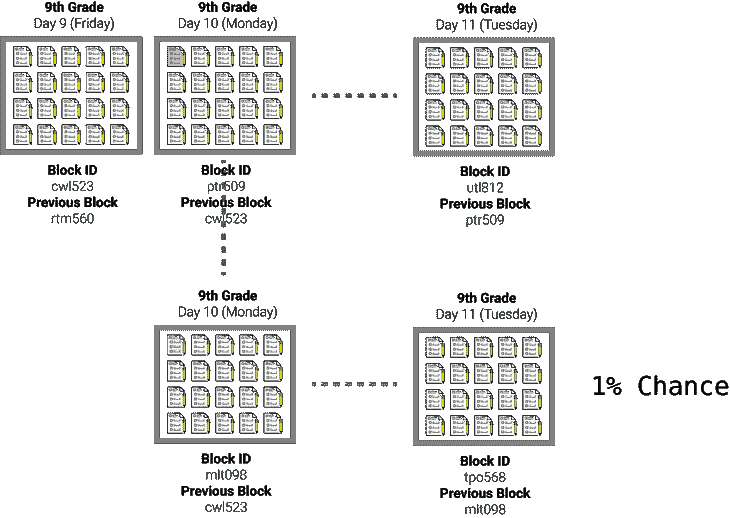 9th Grade
Day 9 (Friday)
Block ID
cwl523
Previous Block
rtm560
9th Grade
Day 10 (Monday)
Block ID
ptr509
Previous Block
cwl523
9th Grade
Day 11 (Tuesday)
Block ID
utl812
Previous Block
ptr509
9th Grade
Day 10 (Monday)
Block ID
mlt098
Previous Block
cwl523
9th Grade
Day 11 (Tuesday)
Block ID
tpo568
Previous Block
mlt098
1% Chance